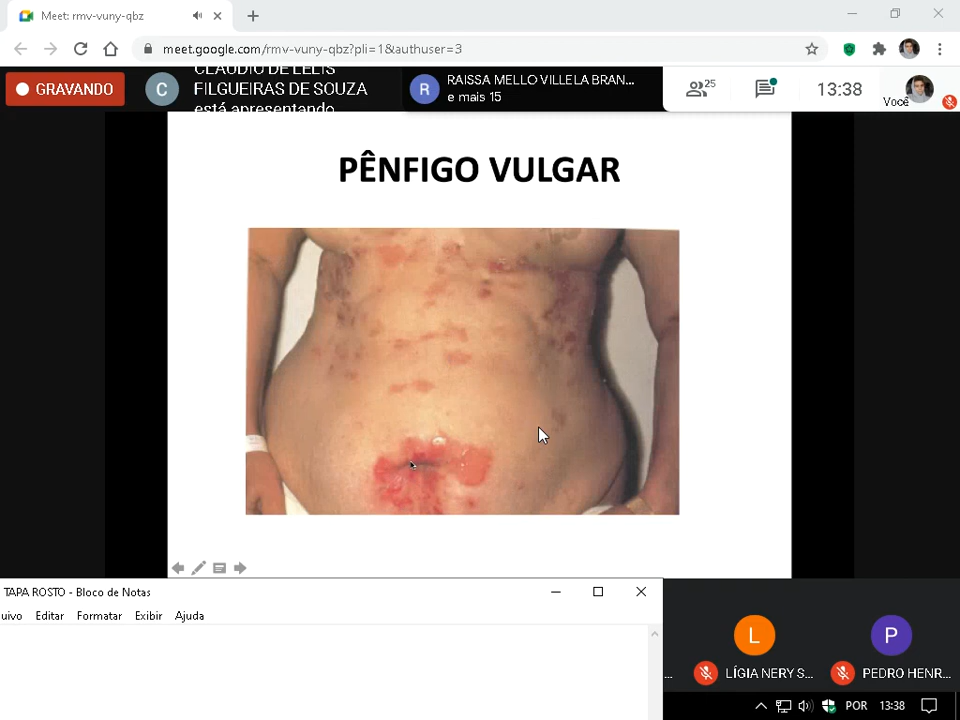 Meet: rmv-vuny-qbz
meet.google.com/rmv-vuny-qbz?pli=1&authuser=3
GRAVANDO
C
CLAUDIO DE LELIS
FILGUEIRAS DE SOUZA
está apresentando
R
RAISSA MELLO VILLELA BRAN...
e mais 15
25
13:38
Você
PÊNFIGO VULGAR
TAPA ROSTO - Bloco de Notas
uivo Editar Formatar Exibir Ajuda
L
P
... LÍGIA NERY S... PEDRO HENR...
POR 13:38